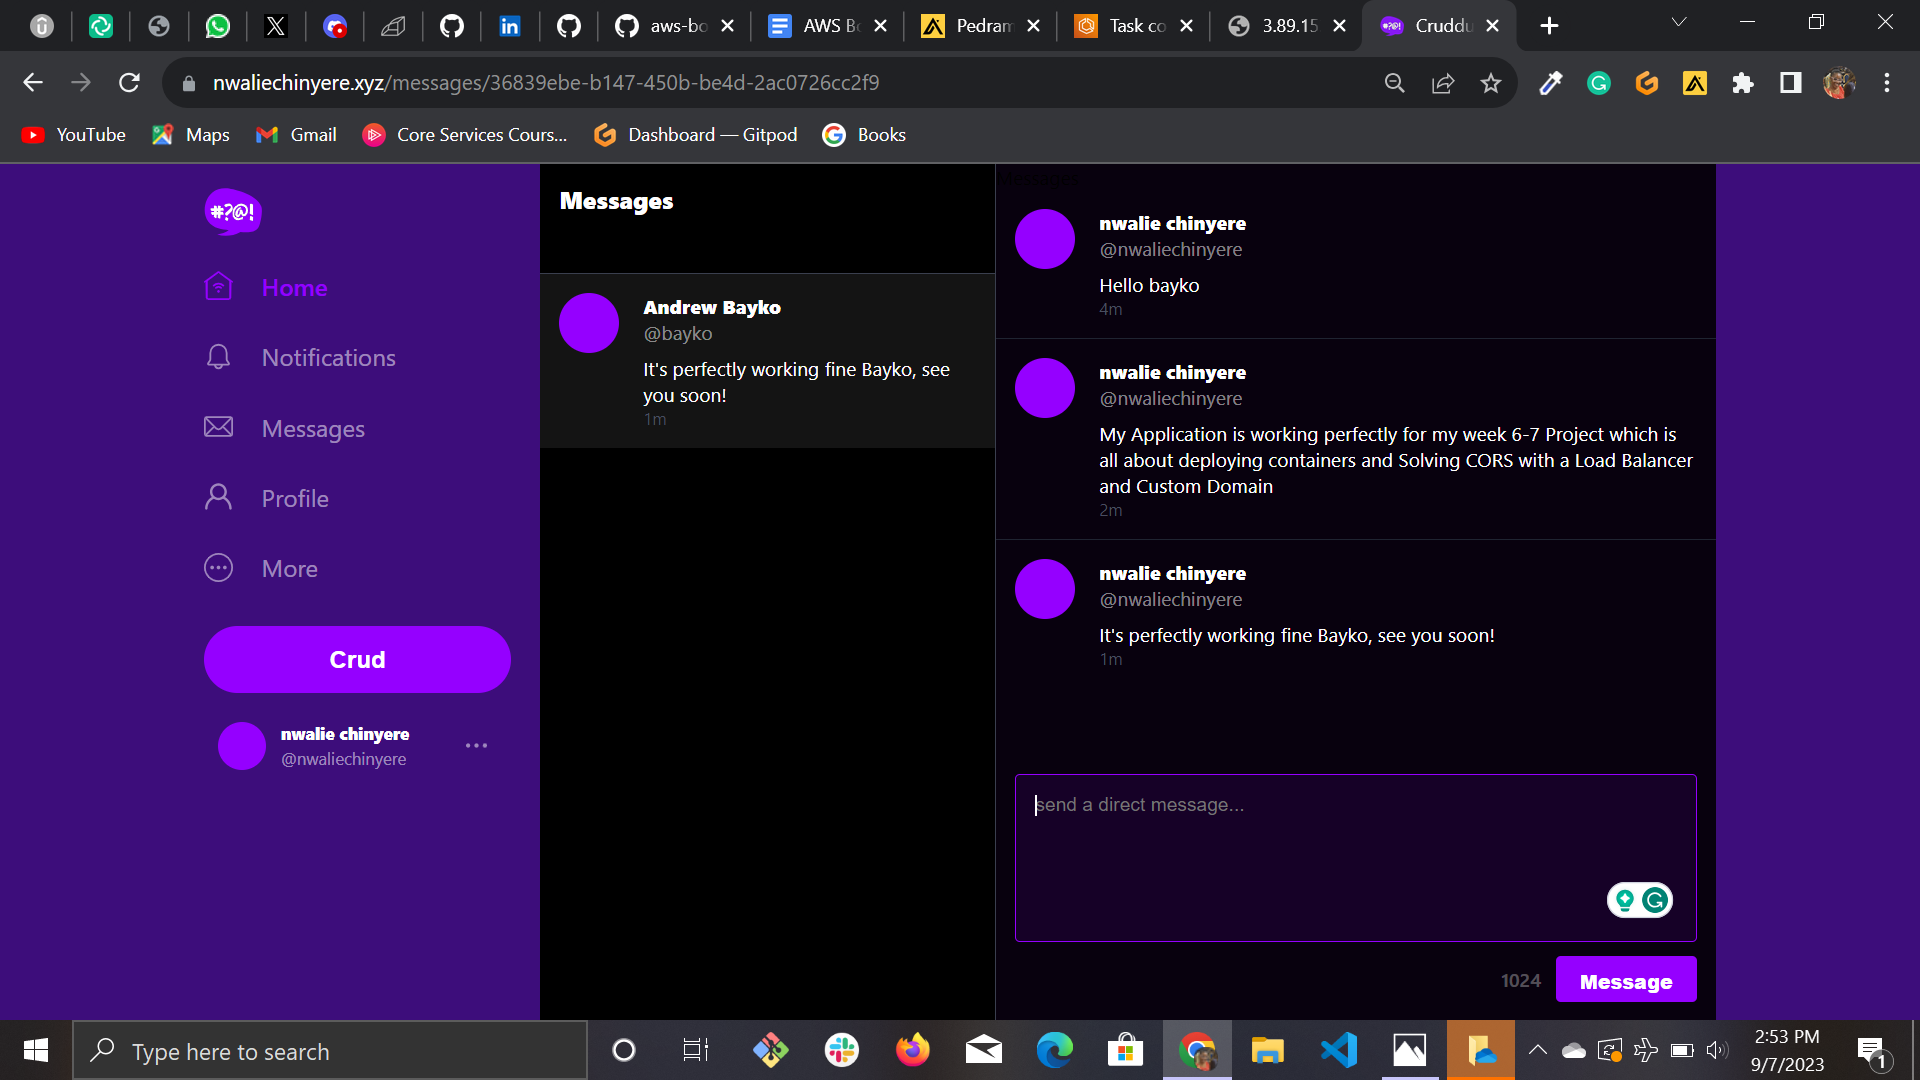 aws-bo
AWS Bo
Pedram
Task co
3.89.15
Cruddu
nwaliechinyere.xyz/messages/36839ebe-b147-450b-be4d-2ac0726cc2f9
YouTube
Maps
Gmail
Core Services Cours...
Dashboard — Gitpod
Books
#?@!
Home
Notifications
Messages
Profile
More
Crud
nwalie chinyere
@nwaliechinyere
Messages
Andrew Bayko
@bayko
It's perfectly working fine Bayko, see
you soon!
1m
Messages
nwalie chinyere
@nwaliechinyere
Hello bayko
4m
nwalie chinyere
@nwaliechinyere
My Application is working perfectly for my week 6-7 Project which is
all about deploying containers and Solving CORS with a Load Balancer
and Custom Domain
2m
nwalie chinyere
@nwaliechinyere
It's perfectly working fine Bayko, see you soon!
1m
send a direct message...
1024
Message
Type here to search
2:53 PM
9/7/2023
1